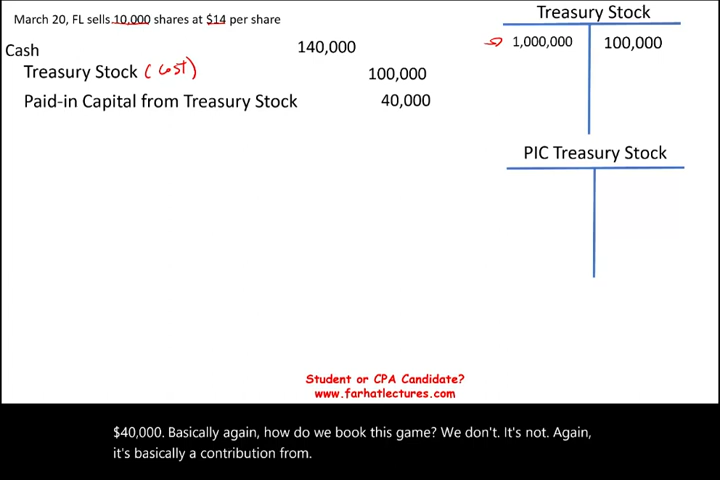 Treasury Stock
March 20, FL sells 10,000 shares at $14 per share
1,000,000 100,000
Cash 140,000
Treasury Stock (cost) 100,000
Paid-in Capital from Treasury Stock 40,000
PIC Treasury Stock
Student or CPA Candidate?
www.farhatlectures.com
$40,000. Basically again, how do we book this game? We don't. It's not. Again,
it's basically a contribution from.